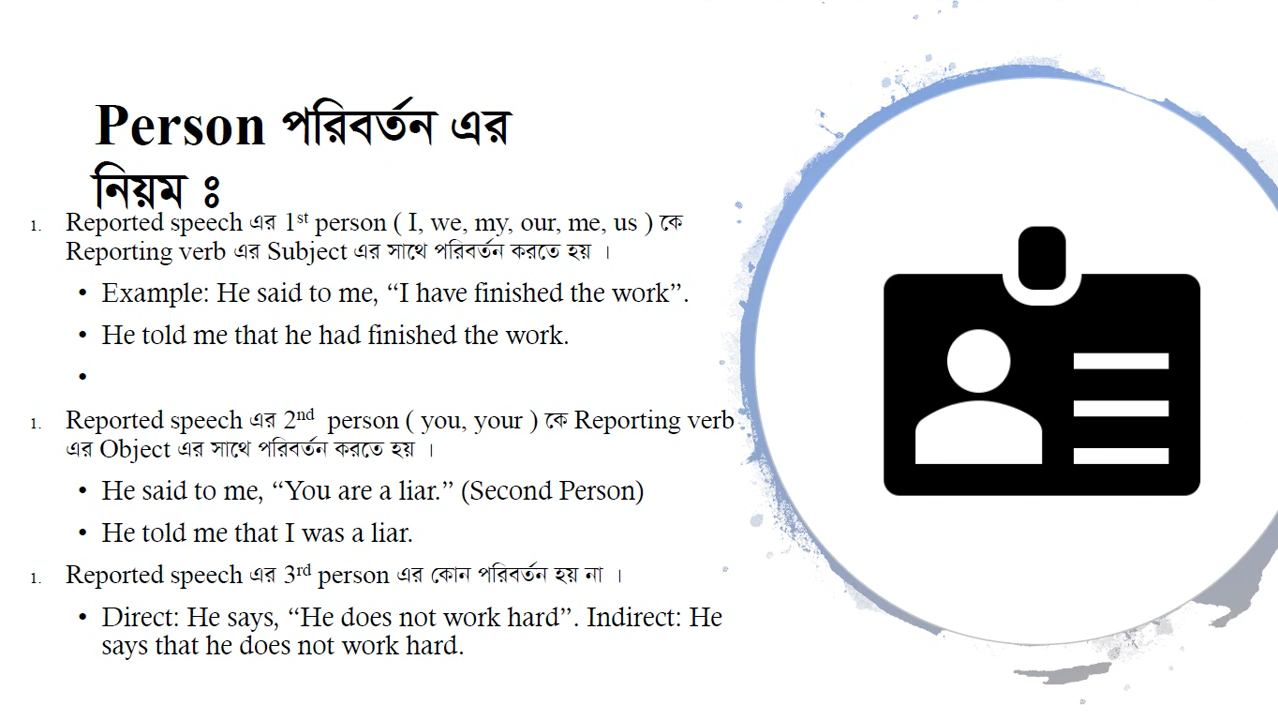 Person পরিবর্তন এর
নিয়ম ঃ
1. Reported speech এর 1st person ( I, we, my, our, me, us ) কে
Reporting verb এর Subject এর সাথে পরিবর্তন করতে হয় ।
• Example: He said to me, “I have finished the work”.
• He told me that he had finished the work.
•
1. Reported speech এর 2nd person ( you, your ) কে Reporting verb
এর Object এর সাথে পরিবর্তন করতে হয় ।
• He said to me, “You are a liar.” (Second Person)
• He told me that I was a liar.
1. Reported speech এর 3rd person এর কোন পরিবর্তন হয় না ।
• Direct: He says, “He does not work hard”. Indirect: He
says that he does not work hard.